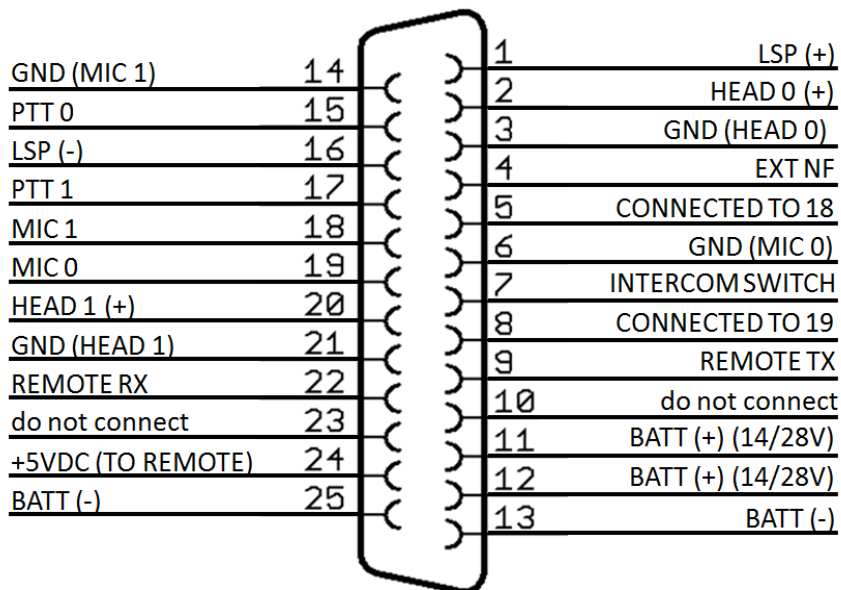 GND (MIC 1) 14
PTT 0 15
LSP (-) 16
PTT 1 17
MIC 1 18
MIC 0 19
HEAD 1 (+) 20
GND (HEAD 1) 21
REMOTE RX 22
do not connect 23
+5VDC (TO REMOTE) 24
BATT (-) 25
1 LSP (+)
2 HEAD 0 (+)
3 GND (HEAD 0)
4 EXT NF
5 CONNECTED TO 18
6 GND (MIC 0)
7 INTERCOM SWITCH
8 CONNECTED TO 19
9 REMOTE TX
10 do not connect
11 BATT (+) (14/28V)
12 BATT (+) (14/28V)
13 BATT (-)